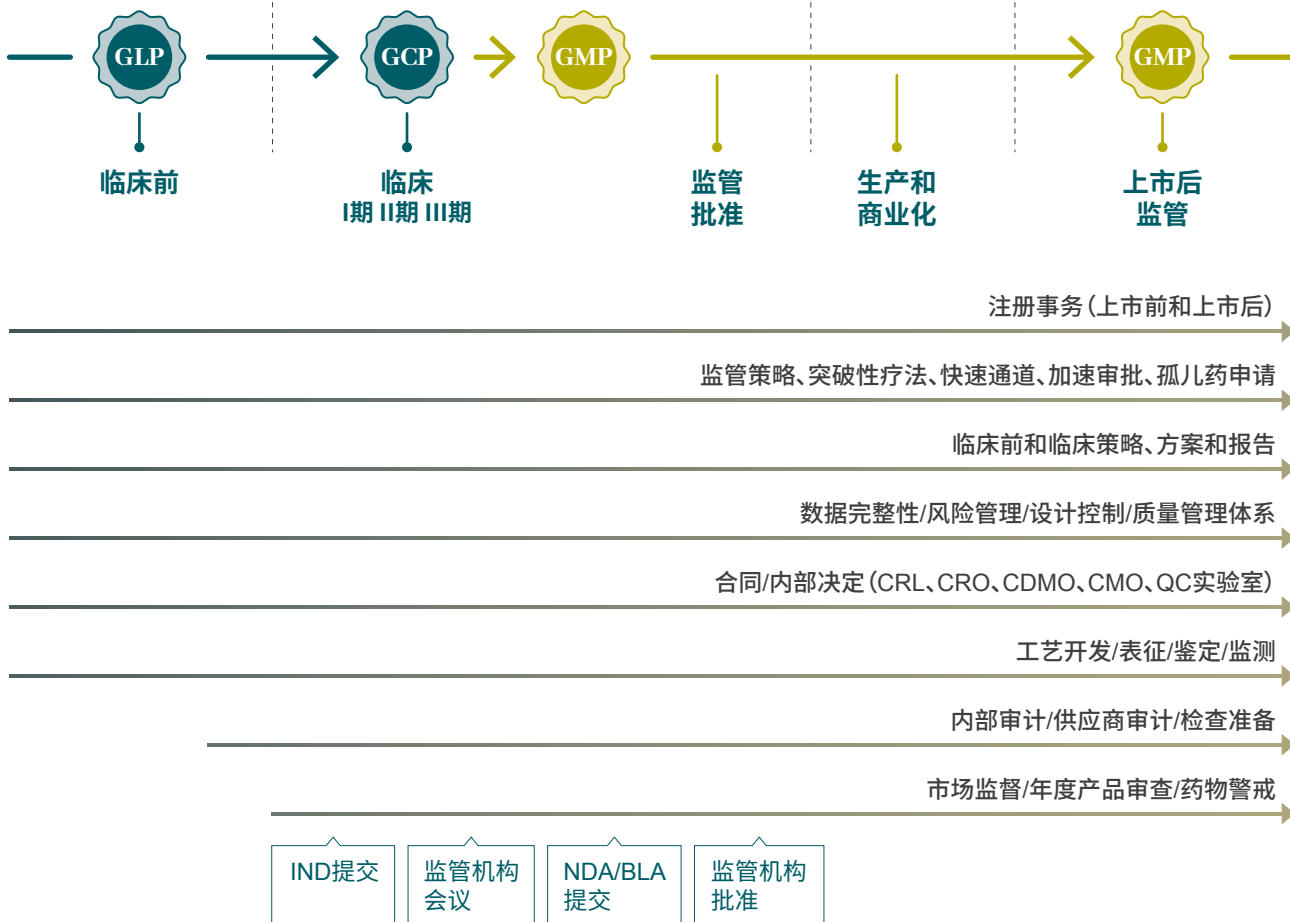 GLP
GCP
GMP
GMP
临床前
临床
I期 II期 III期
监管
批准
生产和
商业化
上市后
监管
注册事务（上市前和上市后）
监管策略、突破性疗法、快速通道、加速审批、孤儿药申请
临床前和临床策略、方案和报告
数据完整性/风险管理/设计控制/质量管理体系
合同/内部决定（CRL、CRO、CDMO、CMO、QC实验室）
工艺开发/表征/鉴定/监测
内部审计/供应商审计/检查准备
市场监督/年度产品审查/药物警戒
IND提交
监管机构
会议
NDA/BLA
提交
监管机构
批准